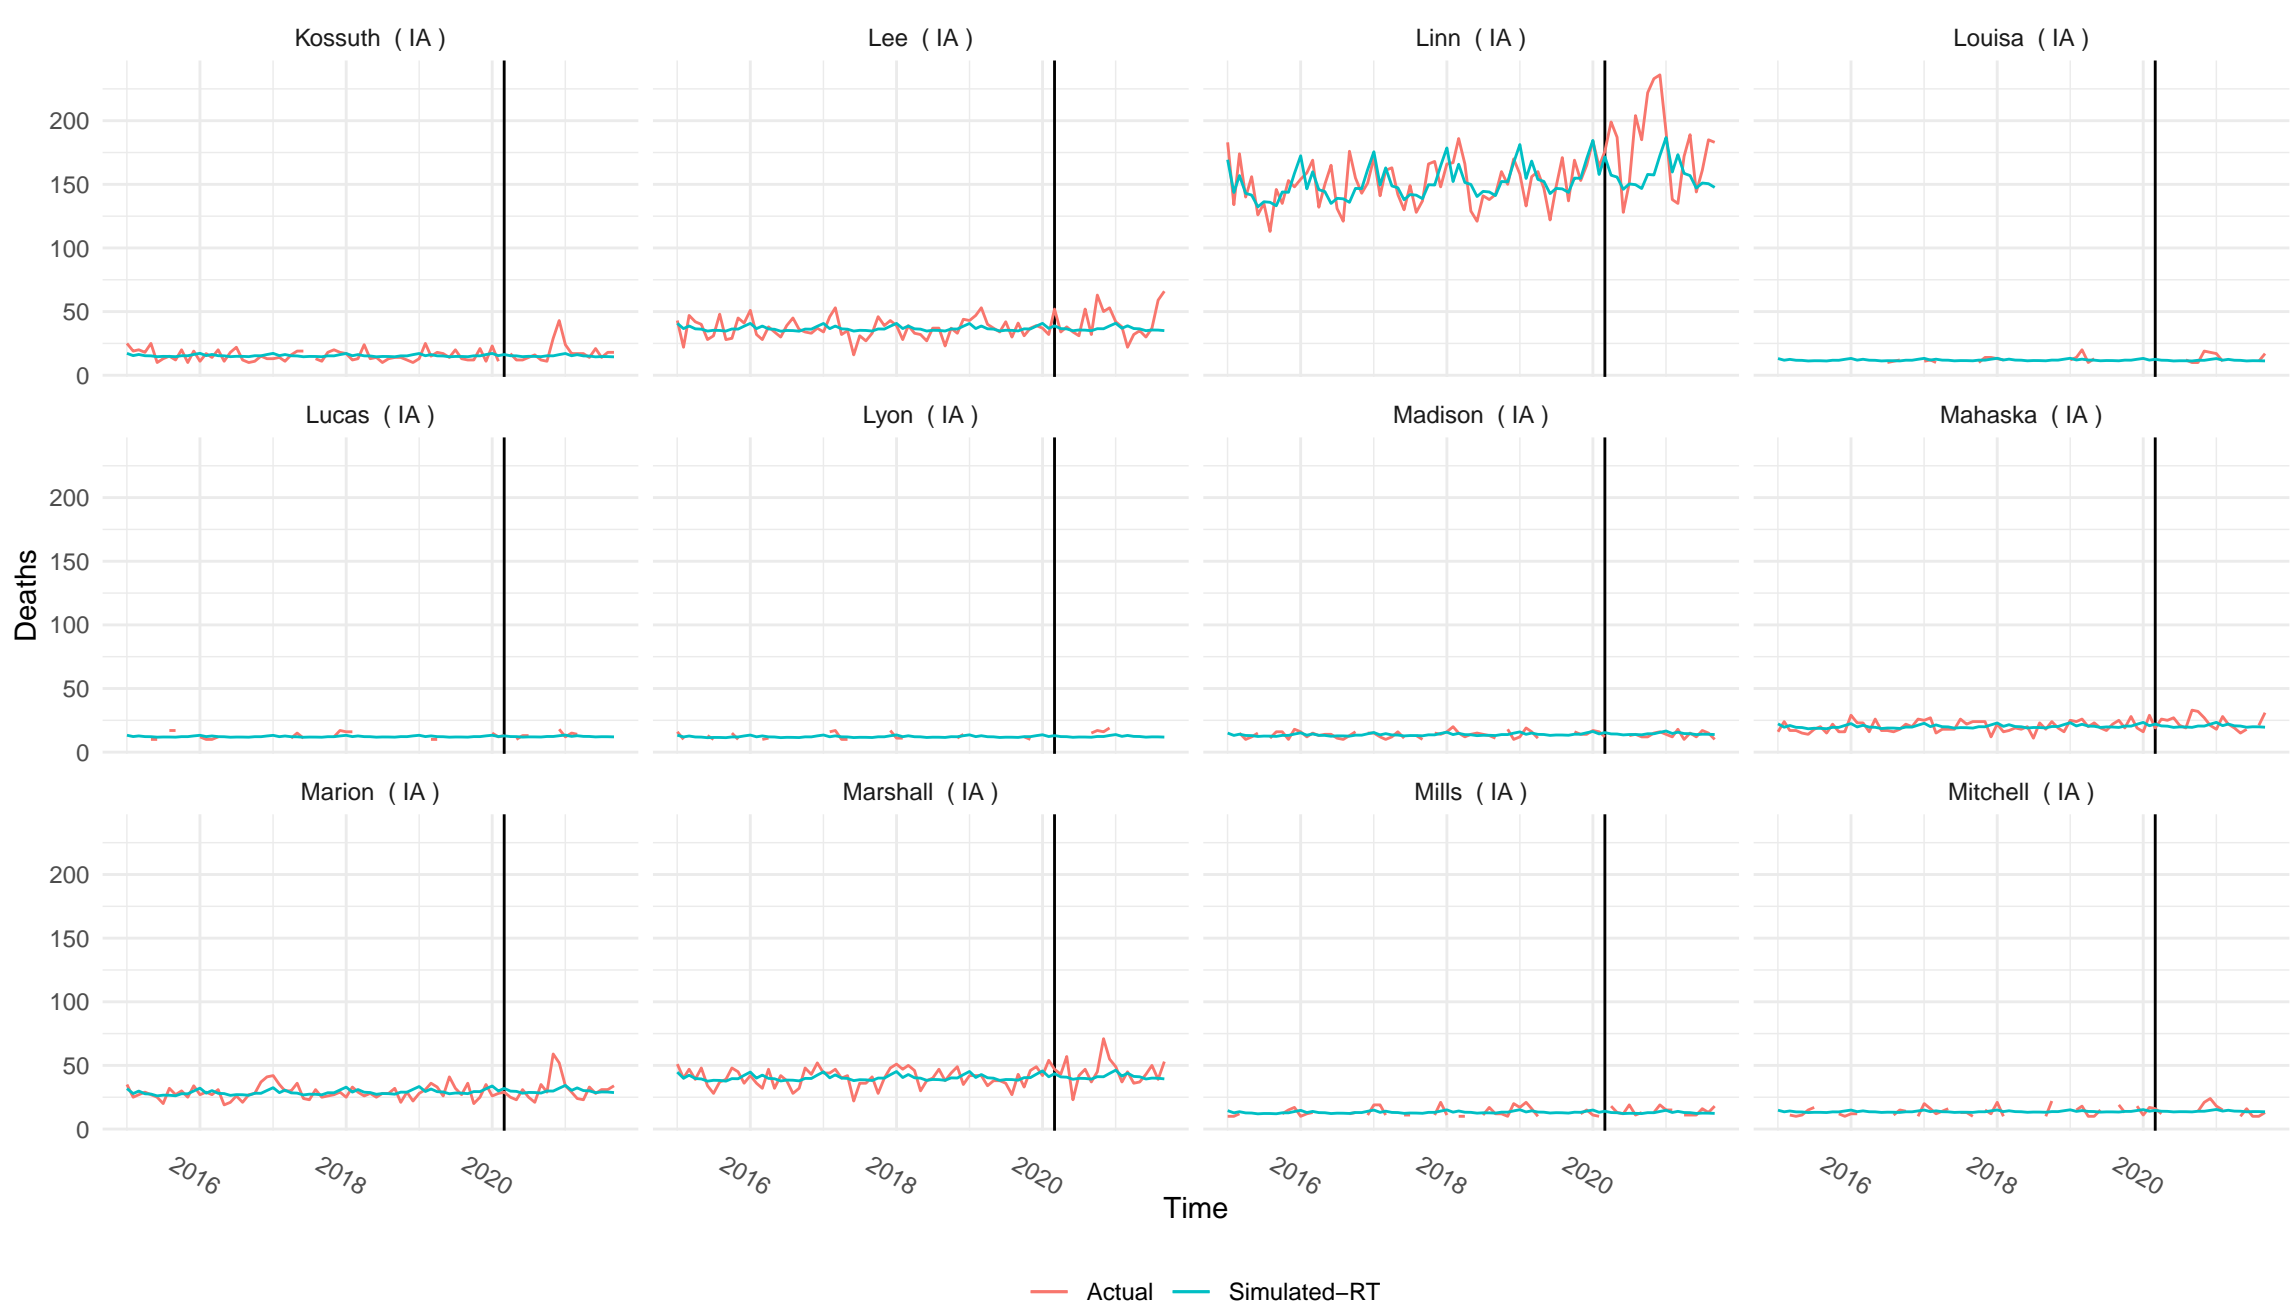 Kossuth ( IA )
Lee ( IA )
Linn ( IA )
Louisa ( IA )
200
150
100
50
0
Lucas ( IA )
Lyon ( IA )
Madison ( IA )
Mahaska ( IA )
200
150
100
50
0
Deaths
Marion ( IA )
Marshall ( IA )
Mills ( IA )
Mitchell ( IA )
200
150
100
50
0
2016 2018 2020 2016 2018 2020 2016 2018 2020 2016 2018 2020
Time
Actual Simulated−RT